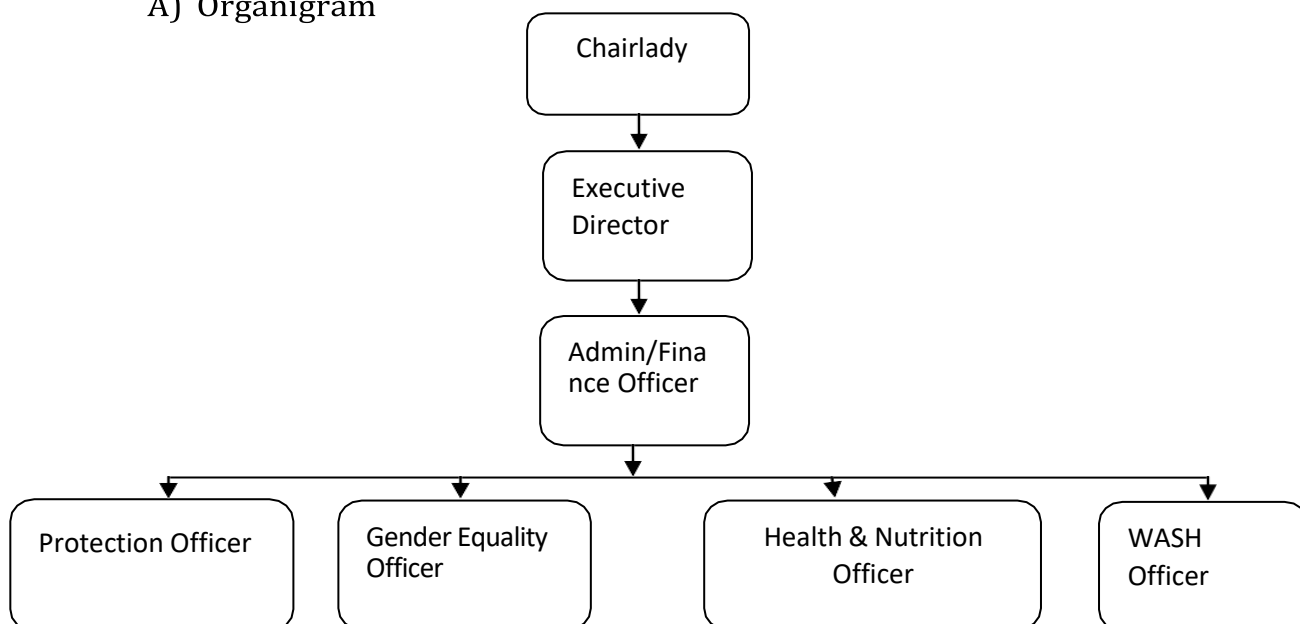 A) Organigram
Chairlady
Executive
Director
Admin/Fina
nce Officer
Protection Officer
Gender Equality
Officer
Health & Nutrition
Officer
WASH
Officer